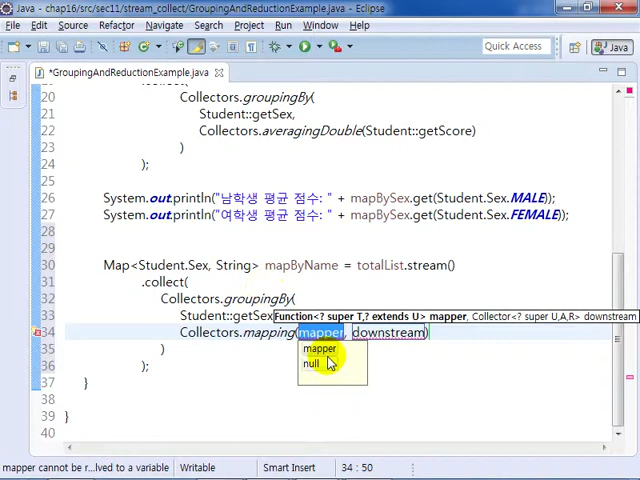 Java - chap16/src/sec11/stream_collect/GroupingAndReductionExample.java - Eclipse
File Edit Source Refactor Navigate Search Project Run Window Help
Quick Access Java
*GroupingAndReductionExample.java
20 Collectors.groupingBy(
21 Student::getSex,
22 Collectors.averagingDouble(Student::getScore)
23 )
24 );
25
26 System.out.println("남학생 평균 점수: " + mapBySex.get(Student.Sex.MALE));
27 System.out.println("여학생 평균 점수: " + mapBySex.get(Student.Sex.FEMALE));
28
29
30 Map<Student.Sex, String> mapByName = totalList.stream()
31 .collect(
32 Collectors.groupingBy(
33 Student::getSex
Function<? super T,? extends U> mapper, Collector<? super U,A,R> downstream
34 Collectors.mapping(mapper, downstream)
mapper
35 )
null
36 );
37 }
38
39 }
40
mapper cannot be r...lved to a variable Writable Smart Insert 34 : 50